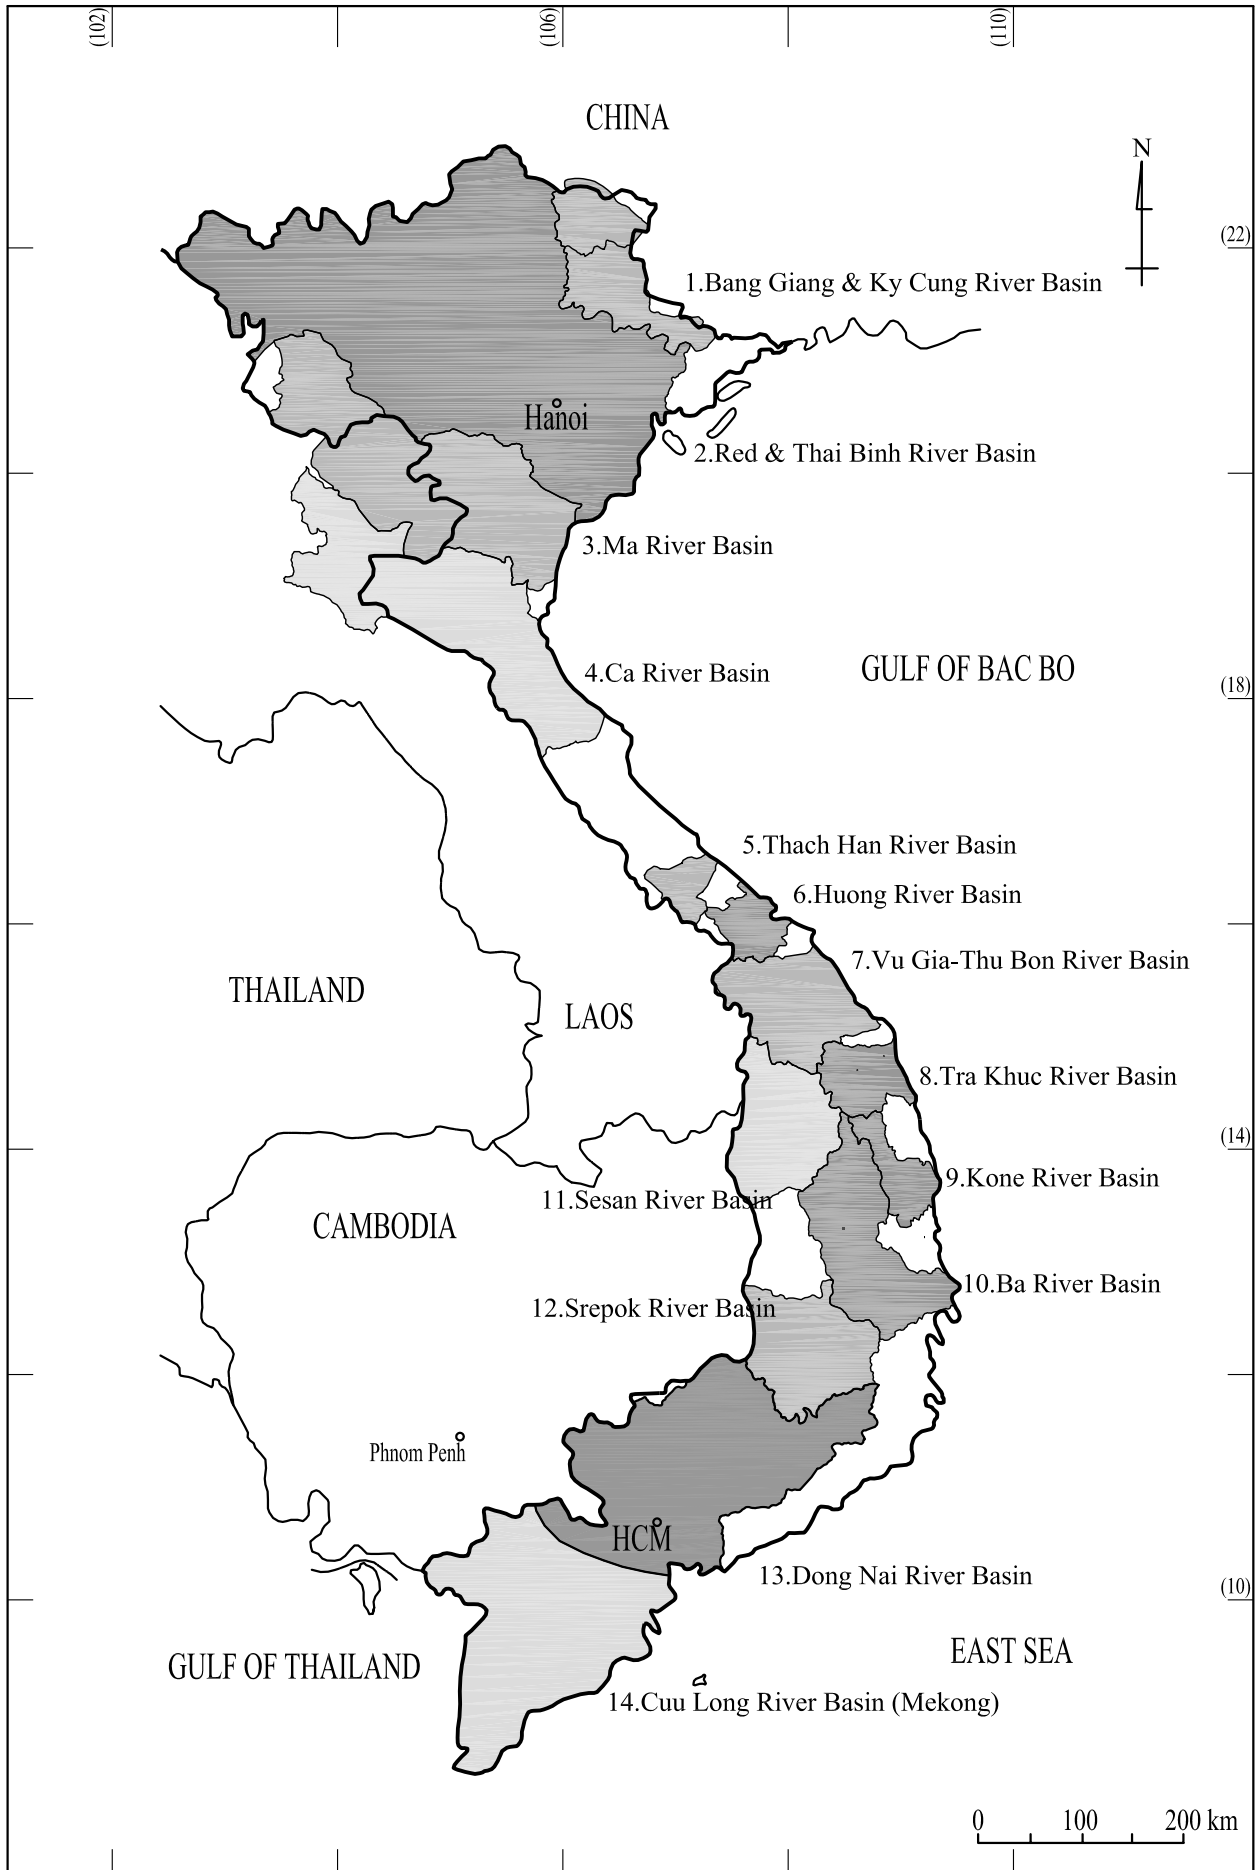 (102)
(106)
(110)
CHINA
N
(22)
1.Bang Giang & Ky Cung River Basin
Hanoi
2.Red & Thai Binh River Basin
3.Ma River Basin
4.Ca River Basin
GULF OF BAC BO
(18)
5.Thach Han River Basin
6.Huong River Basin
7.Vu Gia-Thu Bon River Basin
THAILAND
LAOS
8.Tra Khuc River Basin
(14)
9.Kone River Basin
11.Sesan River Basin
CAMBODIA
10.Ba River Basin
12.Srepok River Basin
Phnom Penh
HCM
13.Dong Nai River Basin
(10)
EAST SEA
GULF OF THAILAND
14.Cuu Long River Basin (Mekong)
0 100 200 km